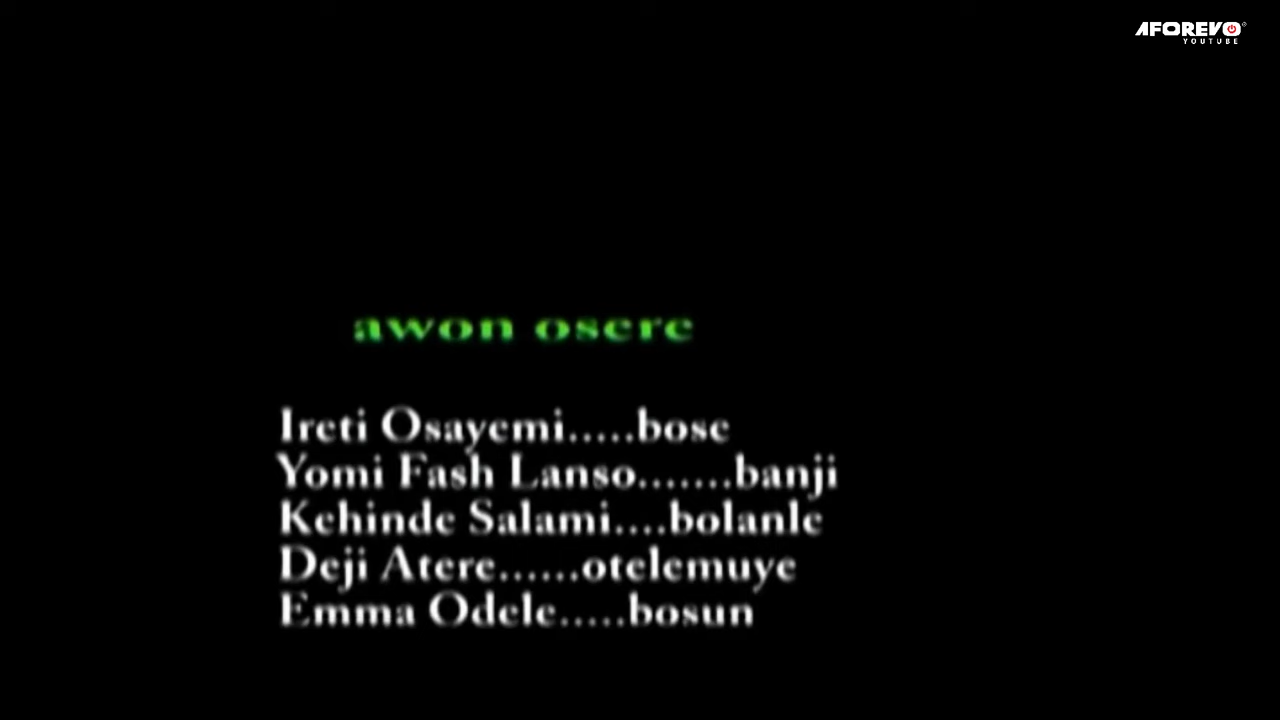 AFOREVO
YOUTUBE
awon osere
Ireti Osayemi.....bose
Yomi Fash Lanso.......banji
Kehinde Salami....bolanle
Deji Atere......otelemuye
Emma Odele.....bosun